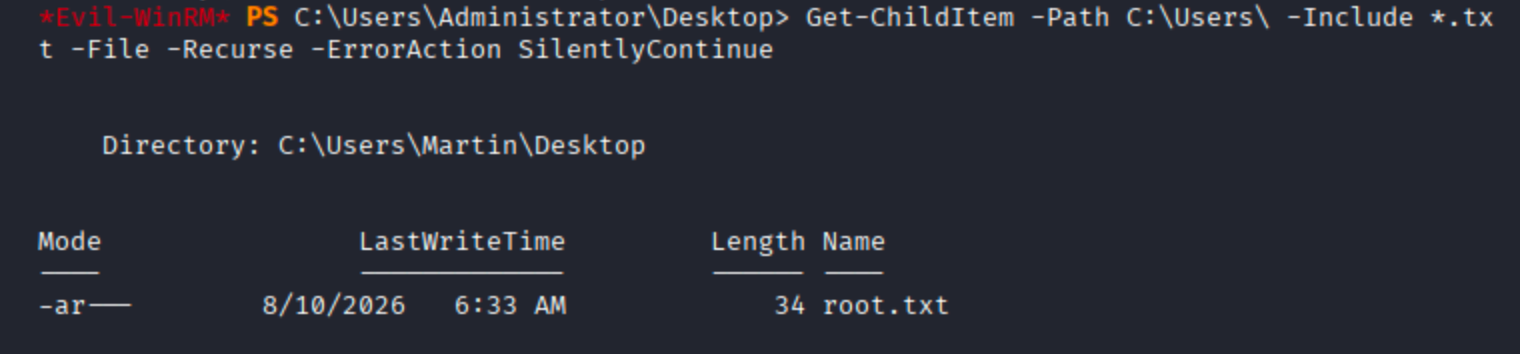 *Evil-WinRM* PS C:\Users\Administrator\Desktop> Get-ChildItem -Path C:\Users\ -Include *.tx
t -File -Recurse -ErrorAction SilentlyContinue
Directory: C:\Users\Martin\Desktop
Mode                LastWriteTime         Length Name
----                -------------         ------ ----
-ar---        8/10/2026   6:33 AM             34 root.txt